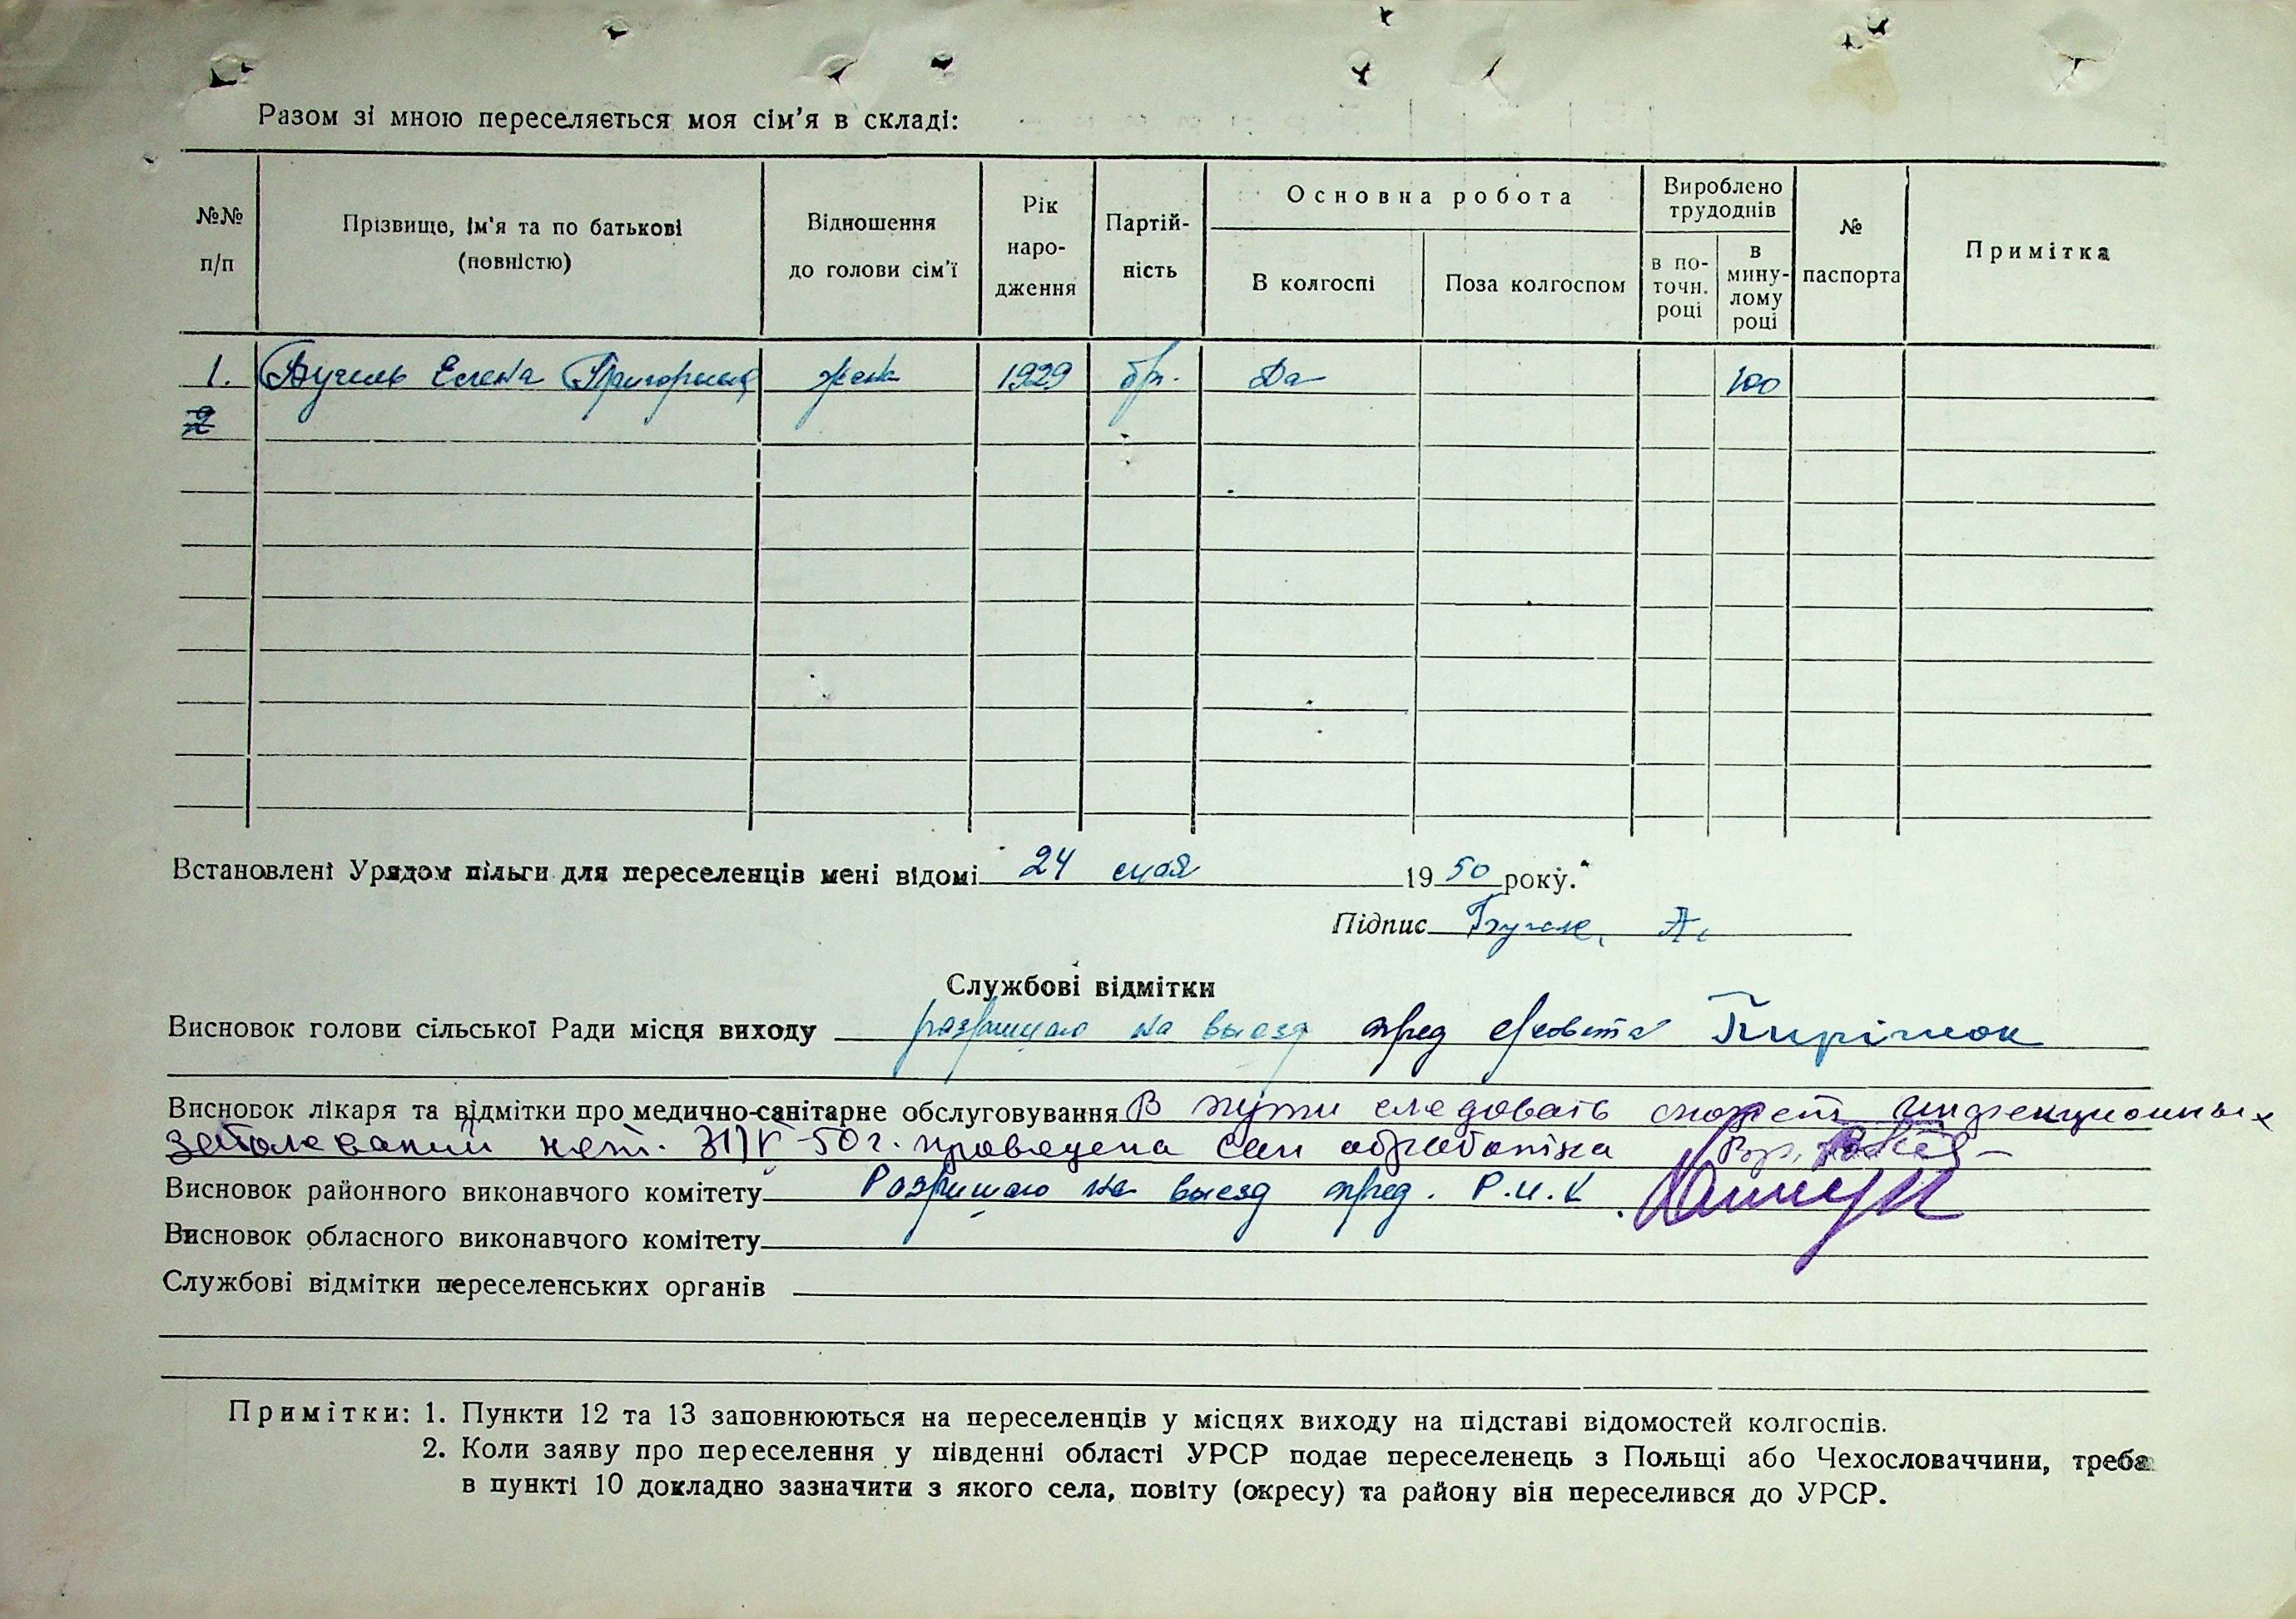 Разом зі мною переселяється моя сім'я в складі:
№№ п/п
Прізвище, ім'я та по батькові (повністю)
Відношення до голови сім'ї
Рік народження
Партійність
Основна робота
В колгоспі
Поза колгоспом
Вироблено трудоднів
в поточн. році
в минулому році
№ паспорта
Примітка
1. Бугель Елена Григорьевна жена 1929 бп. Да 100
2
Встановлені Урядом пільги для переселенців мені відомі 24 мая 1950 року.
Підпис А.
Службові відмітки
Висновок голови сільської Ради місця виходу разрешаю на выезд пред с/совета
Висновок лікаря та відмітки про медично-санітарне обслуговування В пути следовать может инфекционных
заболеваний нет. 31/V-50 г. проведена сан обработка Вр.
Висновок районного виконавчого комітету Разришаю на выезд пред. Р.И.К
Висновок обласного виконавчого комітету
Службові відмітки переселенських органів
Примітки: 1. Пункти 12 та 13 заповнюються на переселенців у місцях виходу на підставі відомостей колгоспів.
2. Коли заяву про переселення у південні області УРСР подає переселенець з Польщі або Чехословаччини, треба
в пункті 10 докладно зазначити з якого села, повіту (округу) та району він переселився до УРСР.